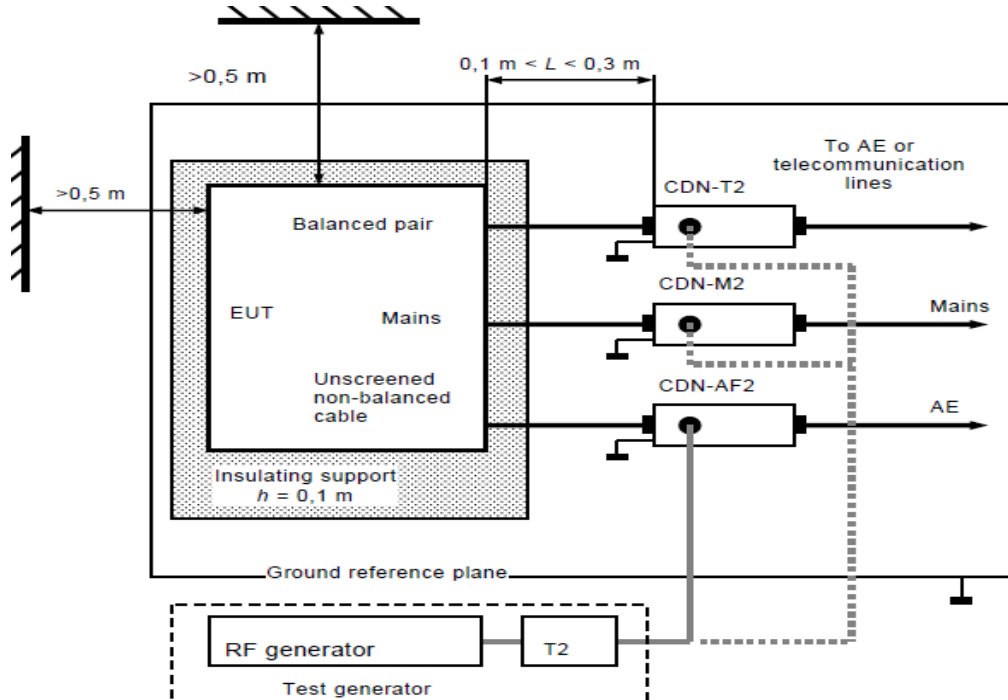 >0,5 m
0,1 m < L < 0,3 m
To AE or
telecommunication
lines
>0,5 m
CDN-T2
Balanced pair
CDN-M2
EUT
Mains
Mains
Unscreened
non-balanced
cable
CDN-AF2
AE
Insulating support
h = 0,1 m
Ground reference plane
RF generator
T2
Test generator